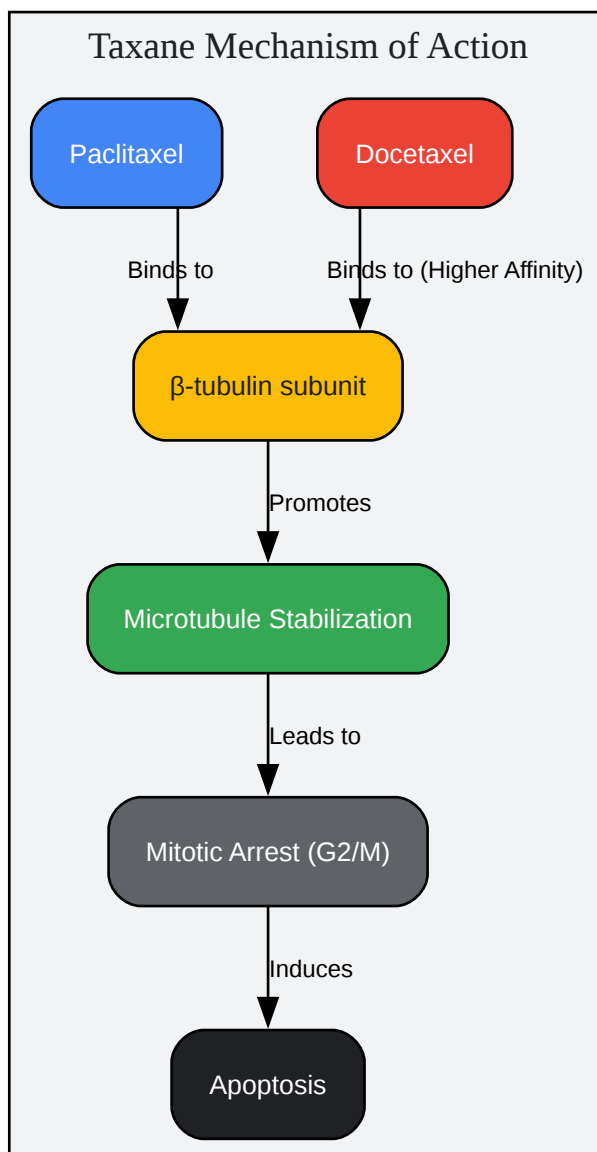 Taxane Mechanism of Action
Paclitaxel
Docetaxel
Binds to
Binds to (Higher Affinity)
β-tubulin subunit
Promotes
Microtubule Stabilization
Leads to
Mitotic Arrest (G2/M)
Induces
Apoptosis